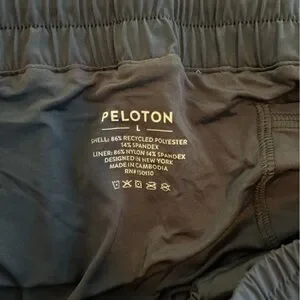 PELOTON
L
SHELL: 86% RECYCLED POLYESTER
14% SPANDEX
LINER: 86% NYLON 14% SPANDEX
DESIGNED IN NEW YORK
MADE IN CAMBODIA
RN# 150110